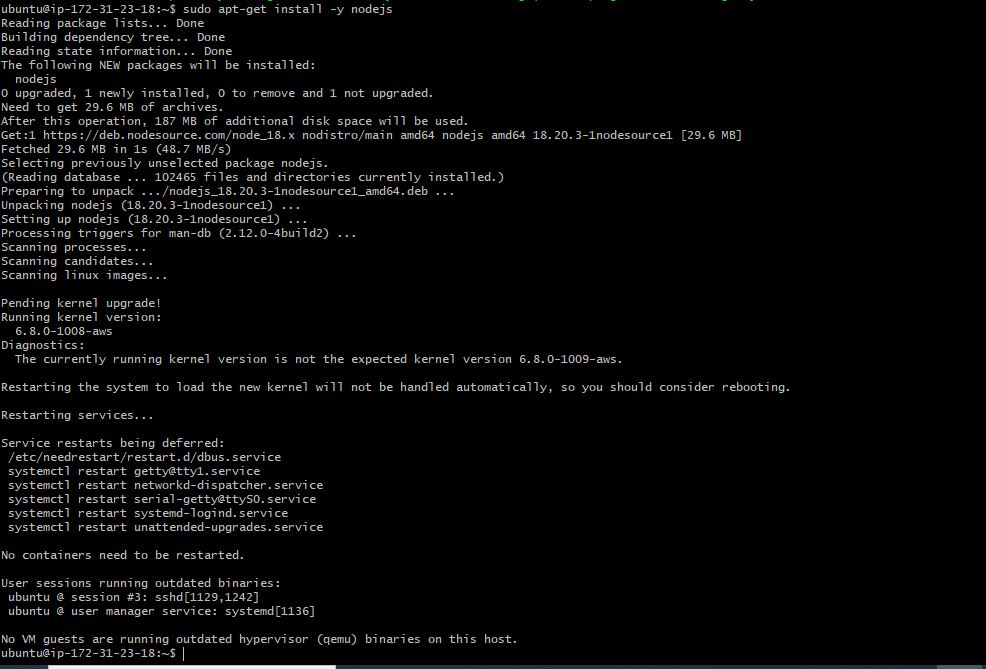 ubuntu@ip-172-31-23-18:~$ sudo apt-get install -y nodejs
Reading package lists... Done
Building dependency tree... Done
Reading state information... Done
The following NEW packages will be installed:
  nodejs
0 upgraded, 1 newly installed, 0 to remove and 1 not upgraded.
Need to get 29.6 MB of archives.
After this operation, 187 MB of additional disk space will be used.
Get:1 https://deb.nodesource.com/node_18.x nodistro/main amd64 nodejs amd64 18.20.3-1nodesource1 [29.6 MB]
Fetched 29.6 MB in 1s (48.7 MB/s)
Selecting previously unselected package nodejs.
(Reading database ... 102465 files and directories currently installed.)
Preparing to unpack .../nodejs_18.20.3-1nodesource1_amd64.deb ...
Unpacking nodejs (18.20.3-1nodesource1) ...
Setting up nodejs (18.20.3-1nodesource1) ...
Processing triggers for man-db (2.12.0-4build2) ...
Scanning processes...
Scanning candidates...
Scanning linux images...

Pending kernel upgrade!
Running kernel version:
  6.8.0-1008-aws
Diagnostics:
  The currently running kernel version is not the expected kernel version 6.8.0-1009-aws.

Restarting the system to load the new kernel will not be handled automatically, so you should consider rebooting.

Restarting services...

Service restarts being deferred:
 /etc/needrestart/restart.d/dbus.service
 systemctl restart getty@tty1.service
 systemctl restart networkd-dispatcher.service
 systemctl restart serial-getty@ttyS0.service
 systemctl restart systemd-logind.service
 systemctl restart unattended-upgrades.service

No containers need to be restarted.

User sessions running outdated binaries:
 ubuntu @ session #3: sshd[1129,1242]
 ubuntu @ user manager service: systemd[1136]

No VM guests are running outdated hypervisor (qemu) binaries on this host.
ubuntu@ip-172-31-23-18:~$